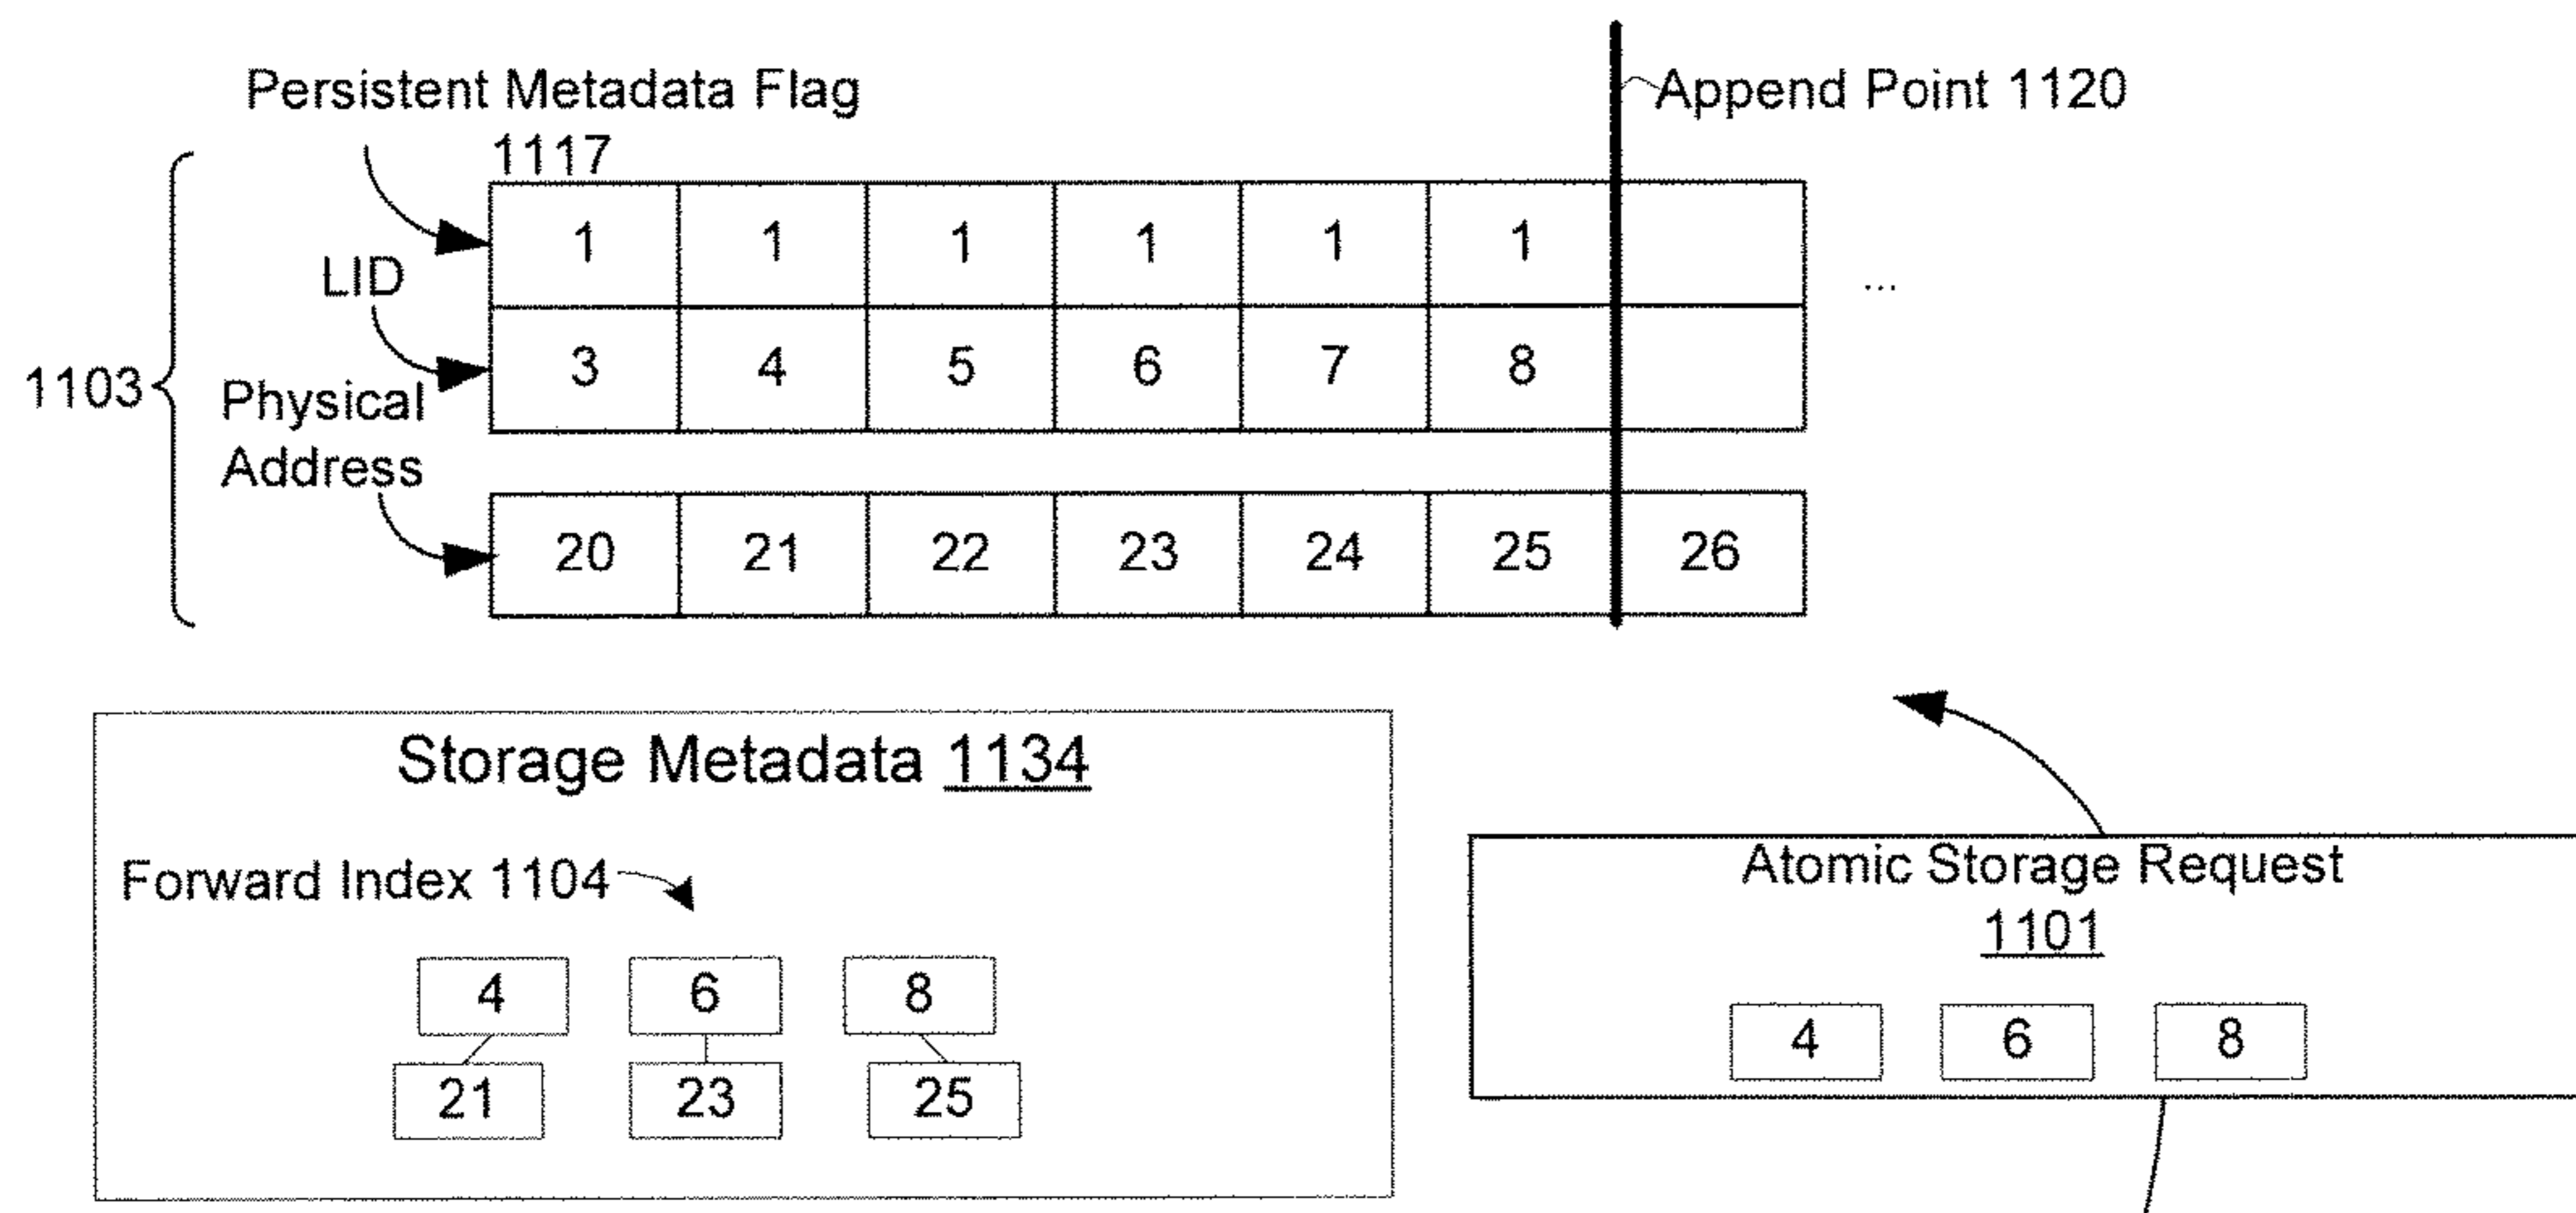 Persistent Metadata Flag
1117
Append Point 1120
1 1 1 1 1 1
...
LID
3 4 5 6 7 8
1103
Physical
Address
20 21 22 23 24 25 26
Storage Metadata 1134
Forward Index 1104
4 6 8
21 23 25
Atomic Storage Request
1101
4 6 8